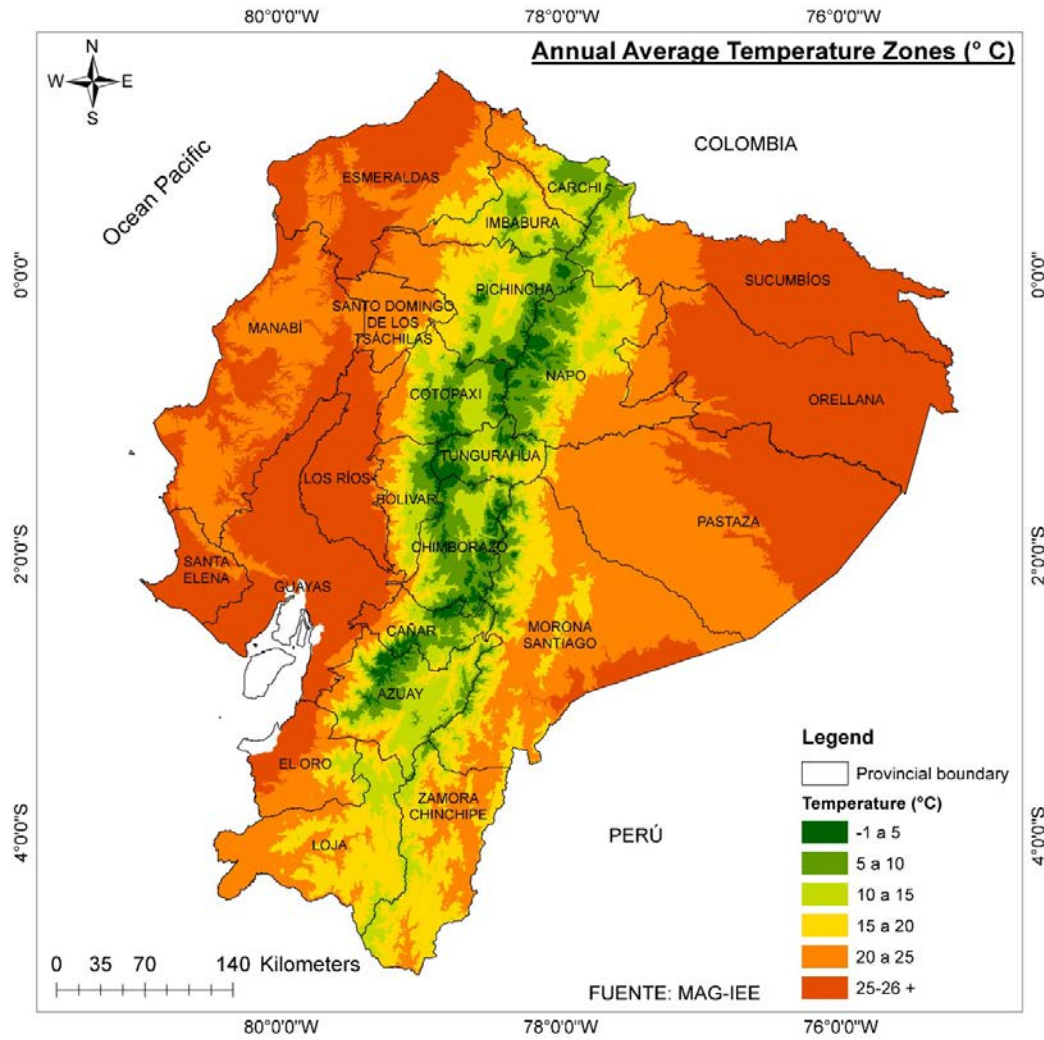 80°0'0"W 78°0'0"W 76°0'0"W
Annual Average Temperature Zones (° C)
N
W E
S
COLOMBIA
Ocean Pacific
ESMERALDAS
CARCHI
IMBABURA
0°0'0" 0°0'0"
SUCUMBÍOS
PICHINCHA
SANTO DOMINGO
DE LOS
TSÁCHILAS
MANABÍ
NAPO
COTOPAXI
ORELLANA
TUNGURAHUA
LOS RÍOS
BOLÍVAR
PASTAZA
CHIMBORAZO
2°0'0"S 2°0'0"S
SANTA
ELENA
GUAYAS
CAÑAR
MORONA
SANTIAGO
AZUAY
EL ORO
ZAMORA
CHINCHIPE
LOJA
PERÚ
4°0'0"S 4°0'0"S
Legend
Provincial boundary
Temperature (°C)
-1 a 5
5 a 10
10 a 15
15 a 20
20 a 25
25-26 +
0 35 70 140 Kilometers
FUENTE: MAG-IEE
80°0'0"W 78°0'0"W 76°0'0"W